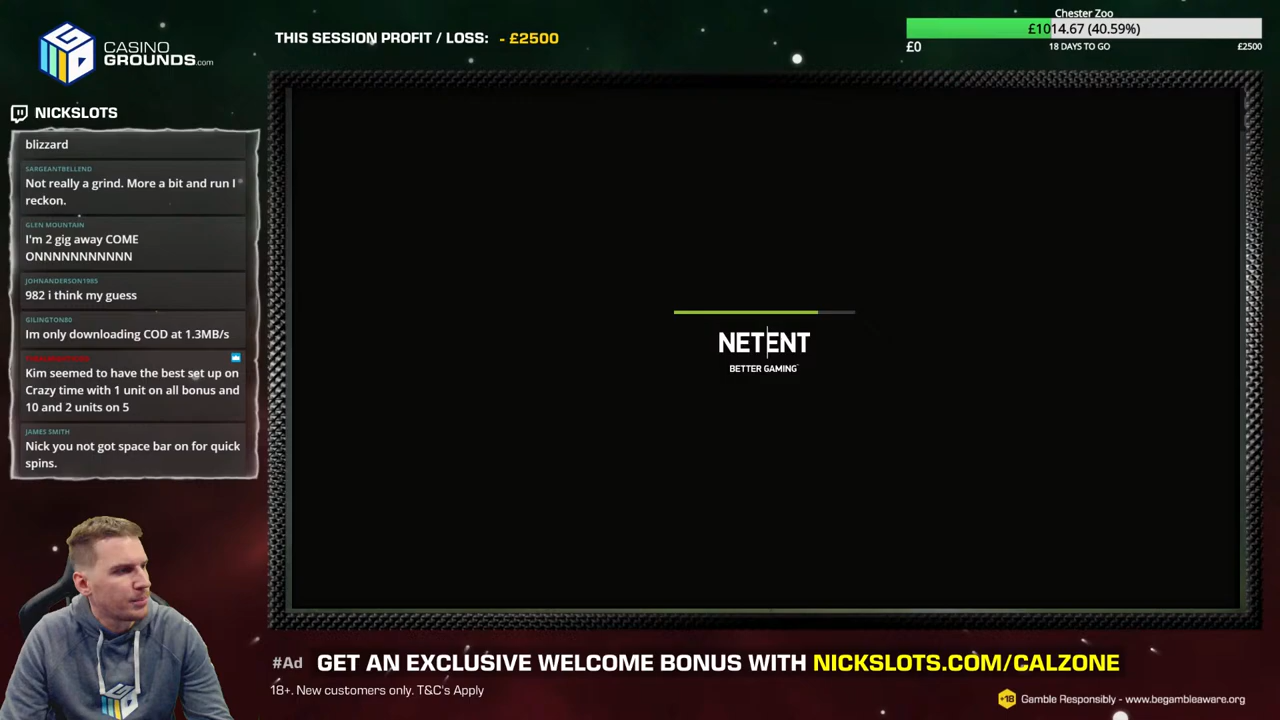 CASINO
GROUNDS.com
THIS SESSION PROFIT / LOSS: - £2500
Chester Zoo
£1014.67 (40.59%)
£0
18 DAYS TO GO
£2500
NICKSLOTS
blizzard
SARGEANTBELLEND
Not really a grind. More a bit and run I
reckon.
GLEN MOUNTAIN
I'm 2 gig away COME
ONNNNNNNNNNN
JOHNANDERSON1985
982 i think my guess
GILINGTON80
Im only downloading COD at 1.3MB/s
Kim seemed to have the best set up on
Crazy time with 1 unit on all bonus and
10 and 2 units on 5
JAMES SMITH
Nick you not got space bar on for quick
spins.
NETENT
BETTER GAMING
#Ad GET AN EXCLUSIVE WELCOME BONUS WITH NICKSLOTS.COM/CALZONE
18+. New customers only. T&C's Apply
+18 Gamble Responsibly - www.begambleaware.org